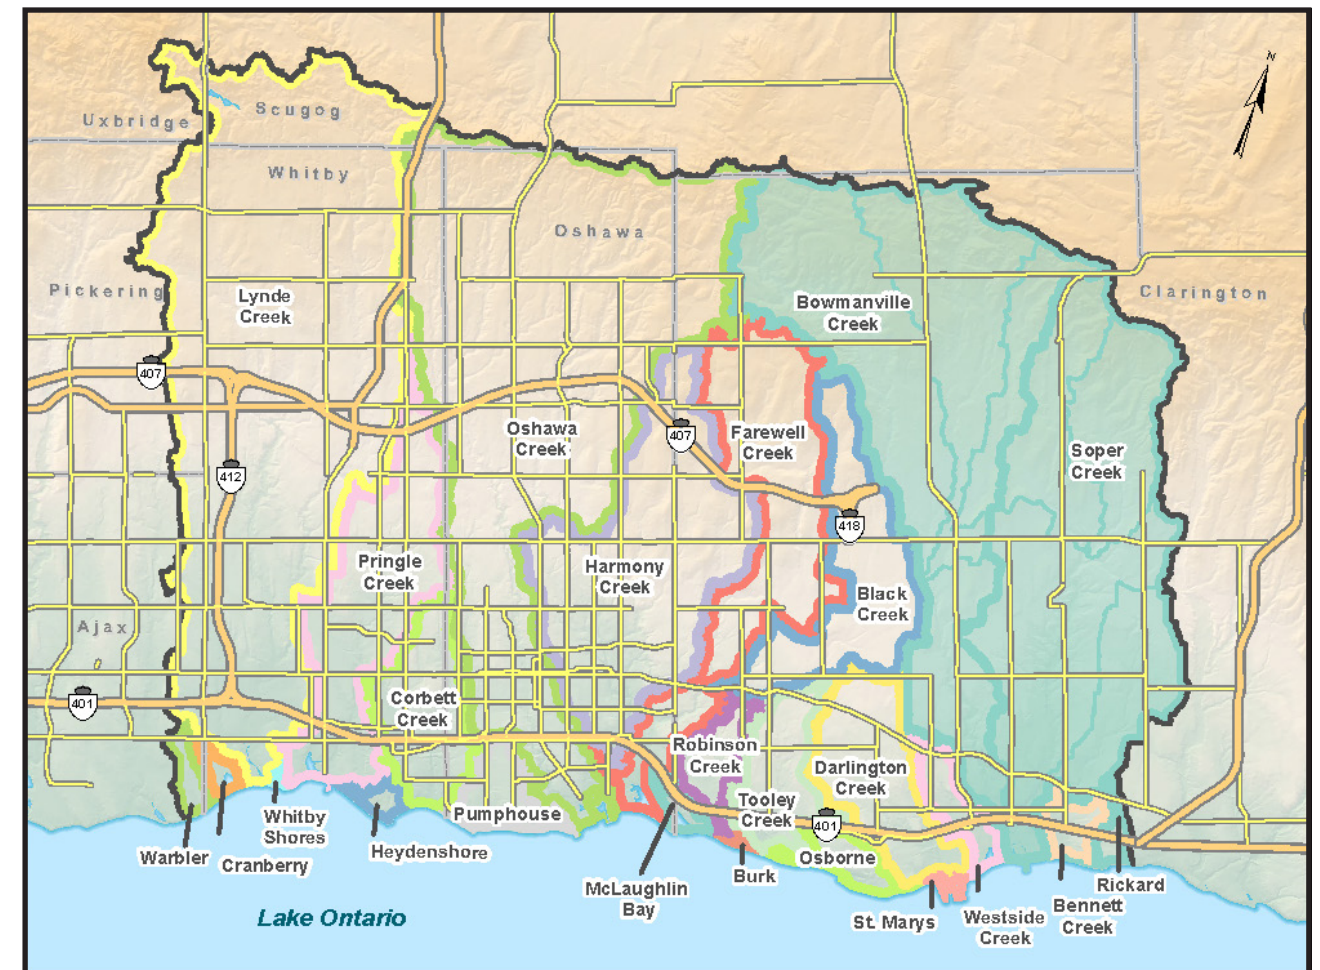 N
Scugog
Uxbridge
Whitby
Oshawa
Pickering
Clarington
Lynde
Creek
Bowmanville
Creek
407
Oshawa
Creek
407
Farewell
Creek
Soper
Creek
412
418
Pringle
Creek
Harmony
Creek
Black
Creek
Ajax
401
Corbett
Creek
Robinson
Creek
Darlington
Creek
Tooley
Creek
401
Pumphouse
Whitby
Shores
Heydenshore
Warbler
Cranberry
Osborne
Burk
McLaughlin
Bay
Rickard
St. Marys
Westside
Creek
Bennett
Creek
Lake Ontario